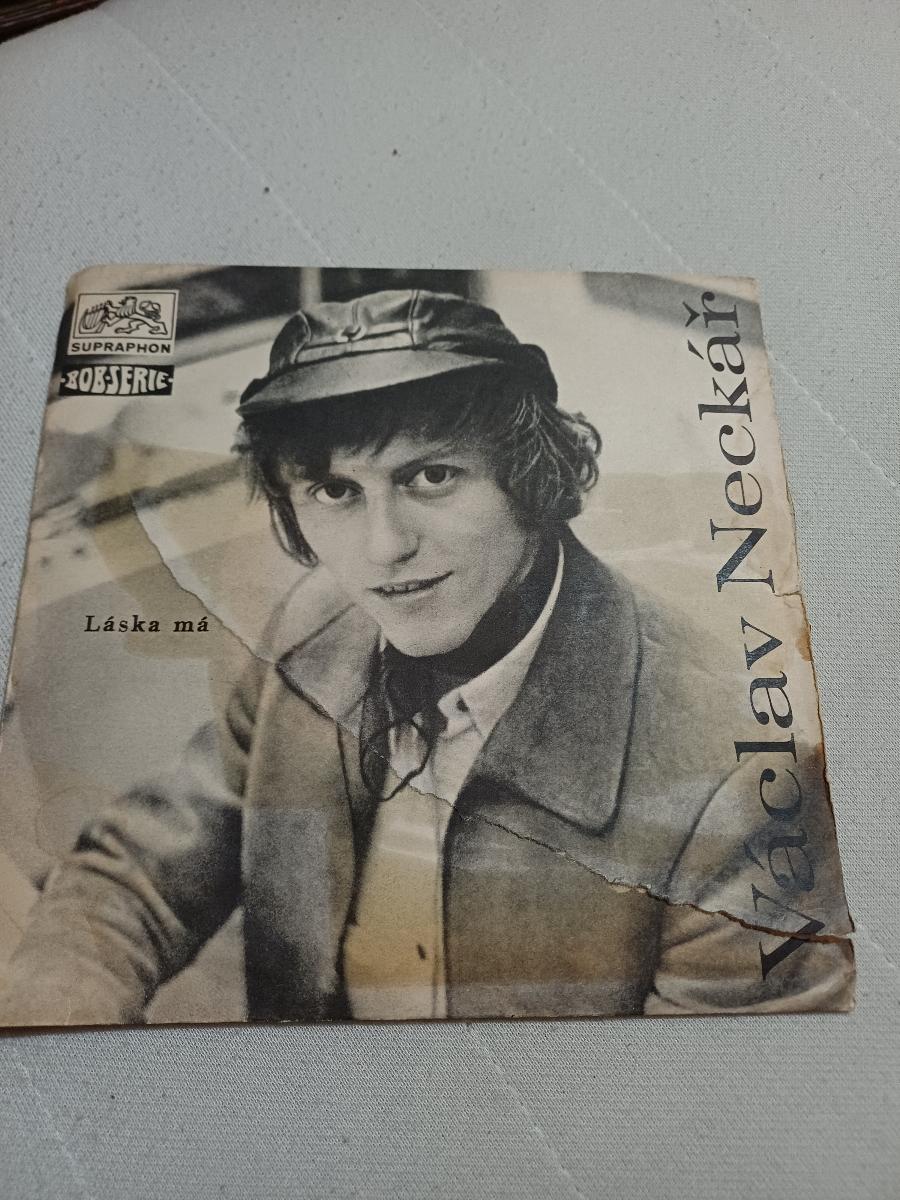 SUPRAPHON
BOB-SERIE
Láska má
Václav Neckář